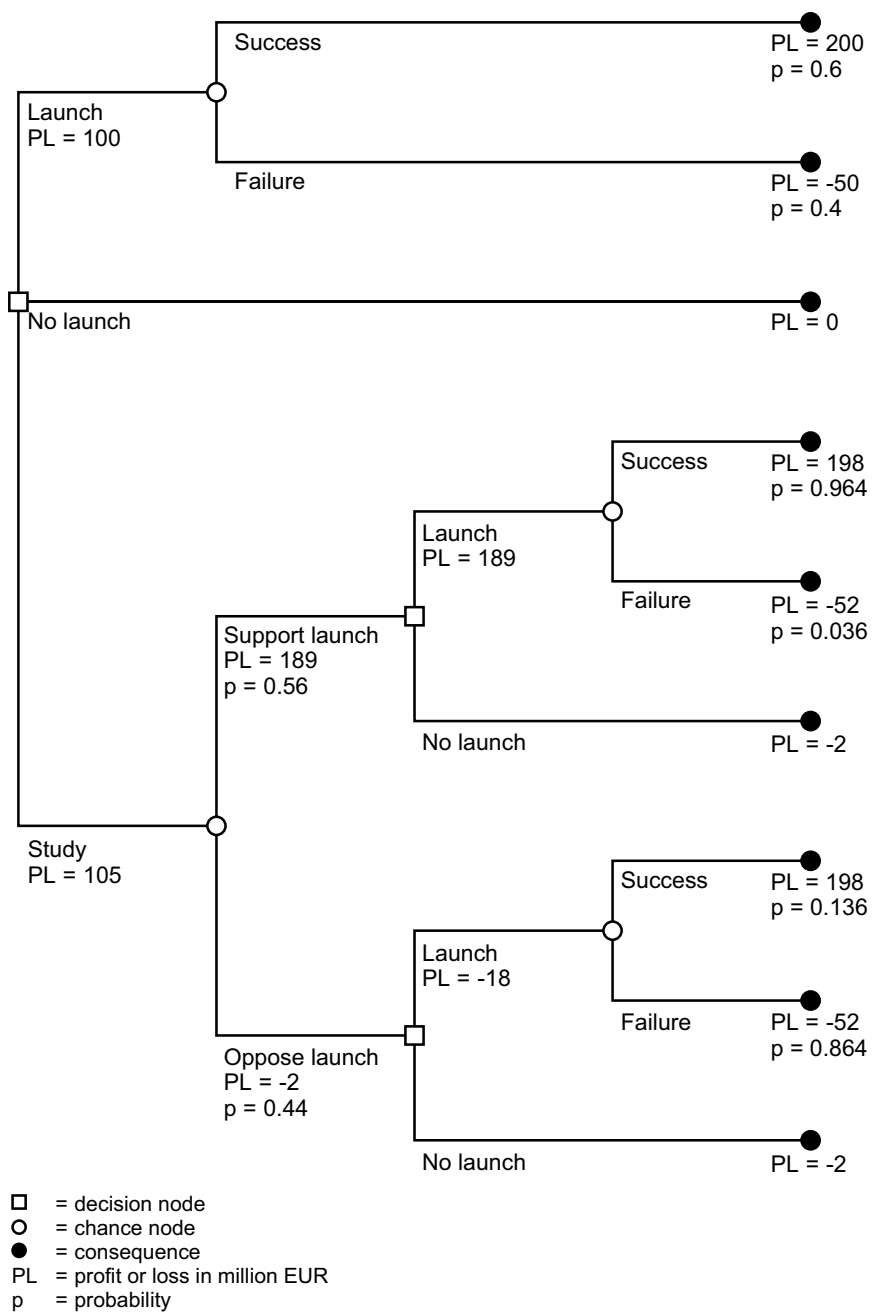 Success
PL = 200
p = 0.6
Launch
PL = 100
Failure
PL = -50
p = 0.4
No launch
PL = 0
Success
PL = 198
p = 0.964
Launch
PL = 189
Failure
PL = -52
p = 0.036
Support launch
PL = 189
p = 0.56
No launch
PL = -2
Study
PL = 105
Success
PL = 198
p = 0.136
Launch
PL = -18
Failure
PL = -52
p = 0.864
Oppose launch
PL = -2
p = 0.44
No launch
PL = -2
= decision node
= chance node
= consequence
PL = profit or loss in million EUR
p = probability